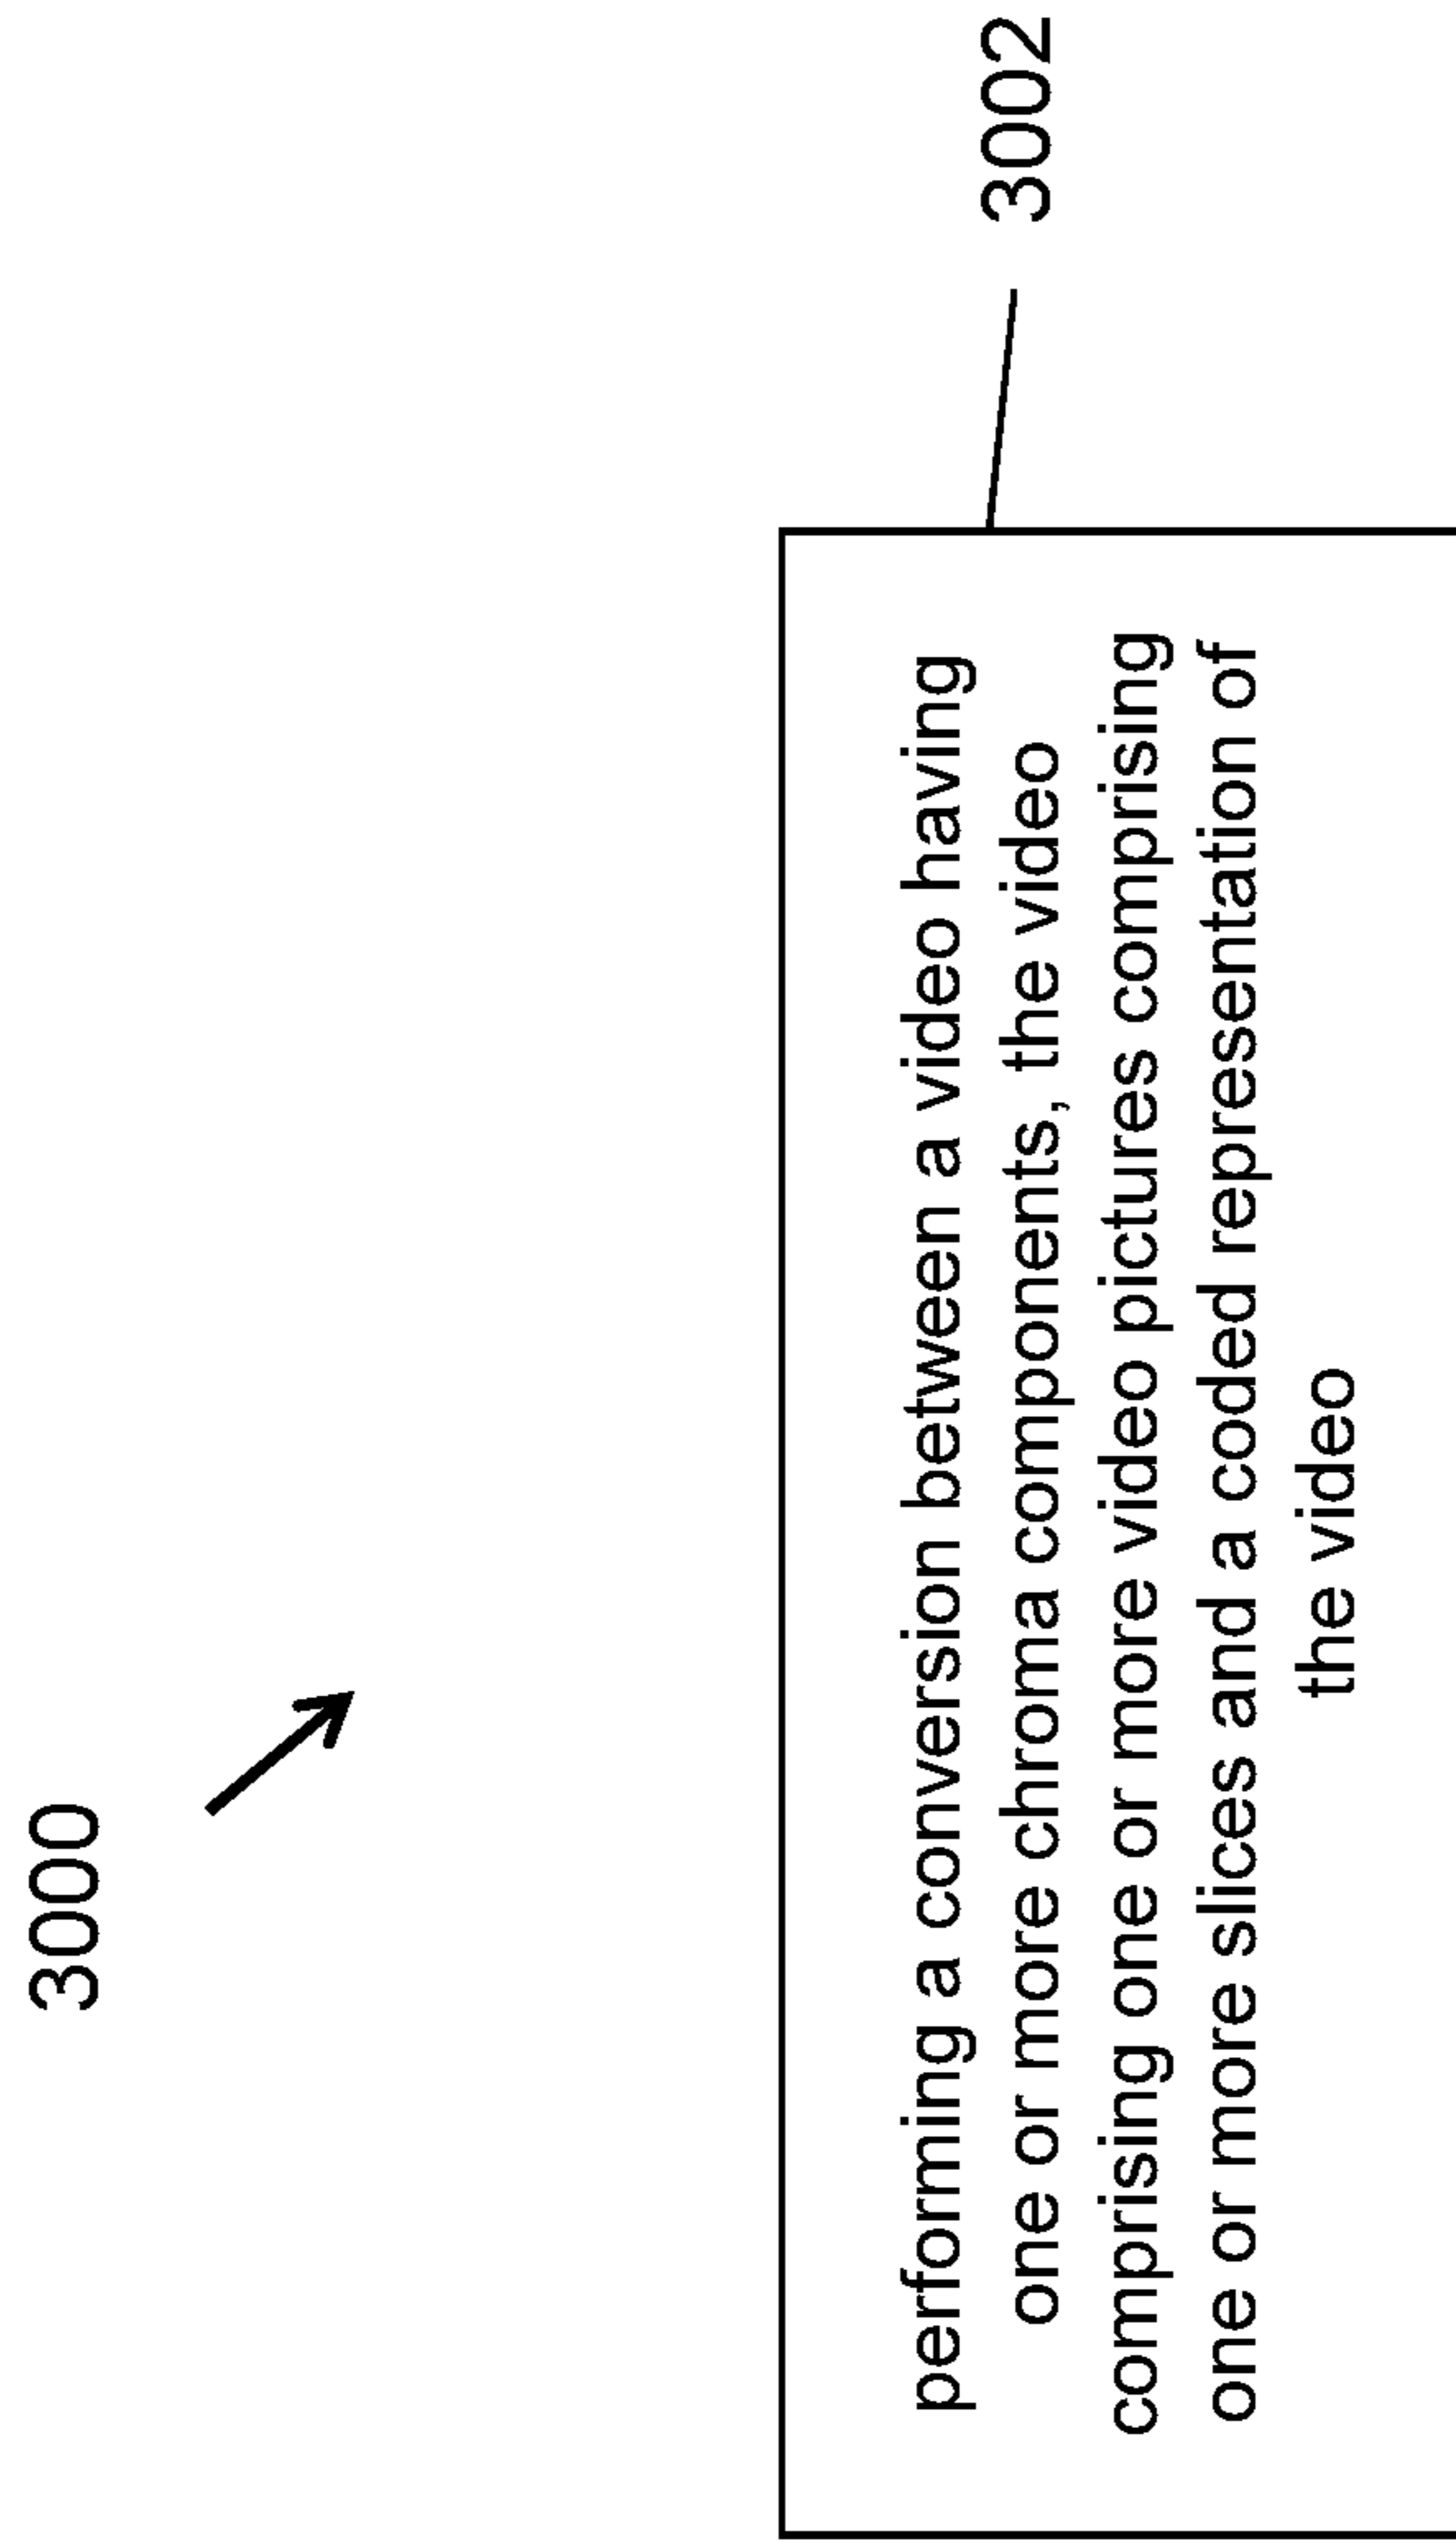 3000
3002
performing a conversion between a video having
one or more chroma components, the video
comprising one or more video pictures comprising
one or more slices and a coded representation of
the video